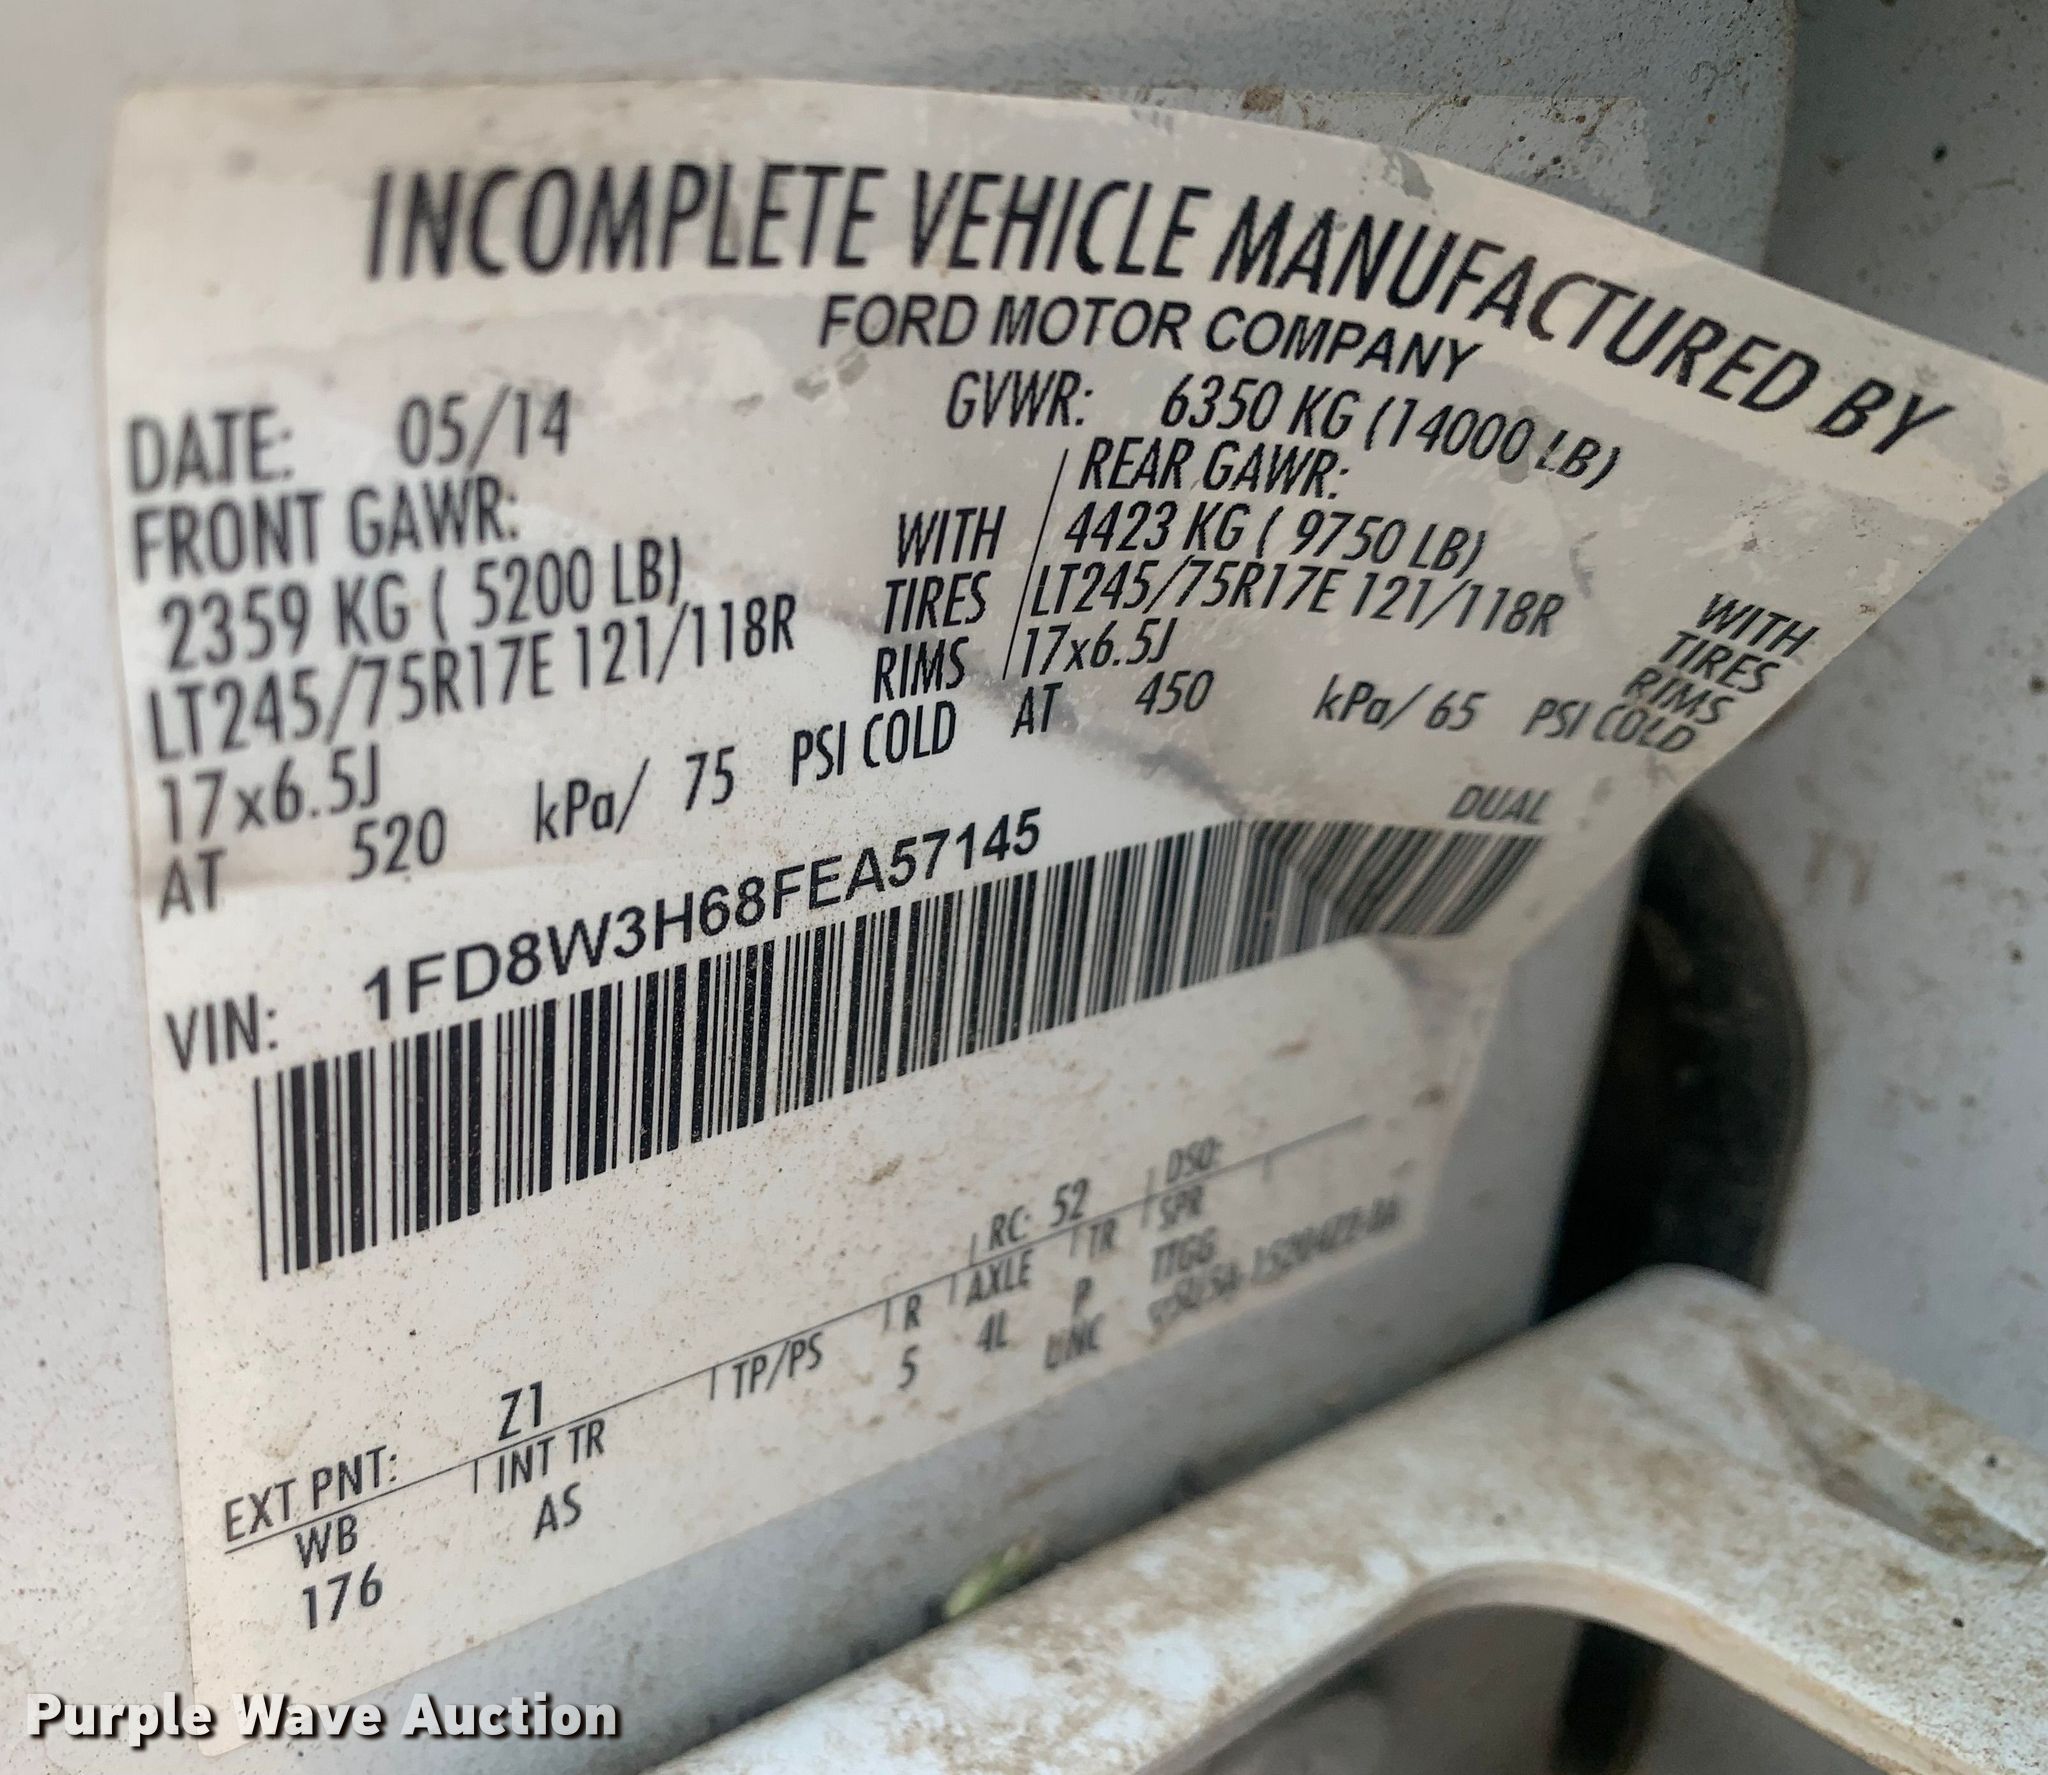 INCOMPLETE VEHICLE MANUFACTURED BY
FORD MOTOR COMPANY
DATE: 05/14 GVWR: 6350 KG (14000 LB)
FRONT GAWR: REAR GAWR:
2359 KG ( 5200 LB) WITH 4423 KG ( 9750 LB) WITH
LT245/75R17E 121/118R TIRES LT245/75R17E 121/118R TIRES
17x6.5J RIMS 17x6.5J RIMS
AT 520 kPa/ 75 PSI COLD AT 450 kPa/ 65 PSI COLD
DUAL
VIN: 1FD8W3H68FEA57145
EXT PNT: Z1 RC: 52 DSO:
WB INT TR TP/PS R AXLE TR SPR
176 AS 5 4L P TTGG
UNC
Purple Wave Auction